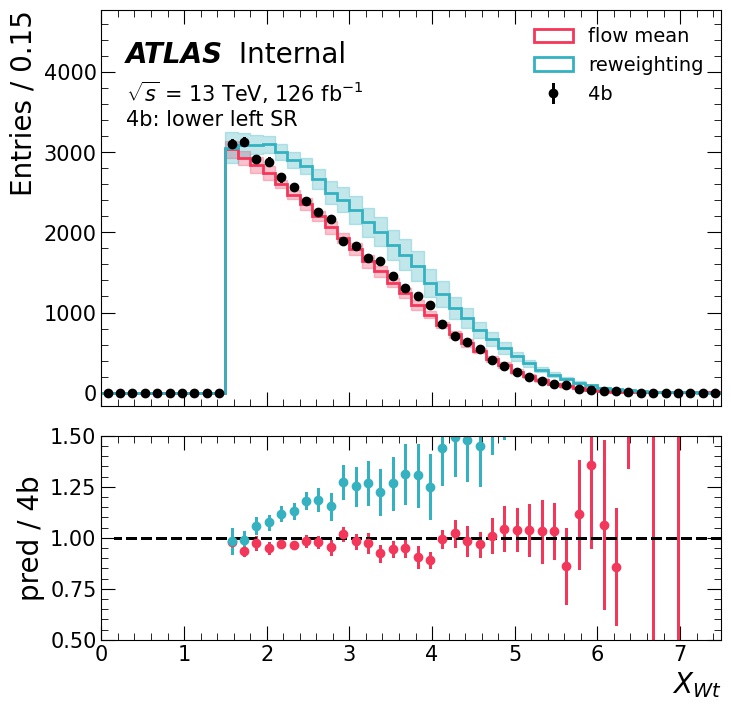 Entries / 0.15
ATLAS Internal
√s = 13 TeV, 126 fb⁻¹
4b: lower left SR
flow mean
reweighting
4b
4000
3000
2000
1000
0
pred / 4b
1.50
1.25
1.00
0.75
0.50
0 1 2 3 4 5 6 7
X_Wt